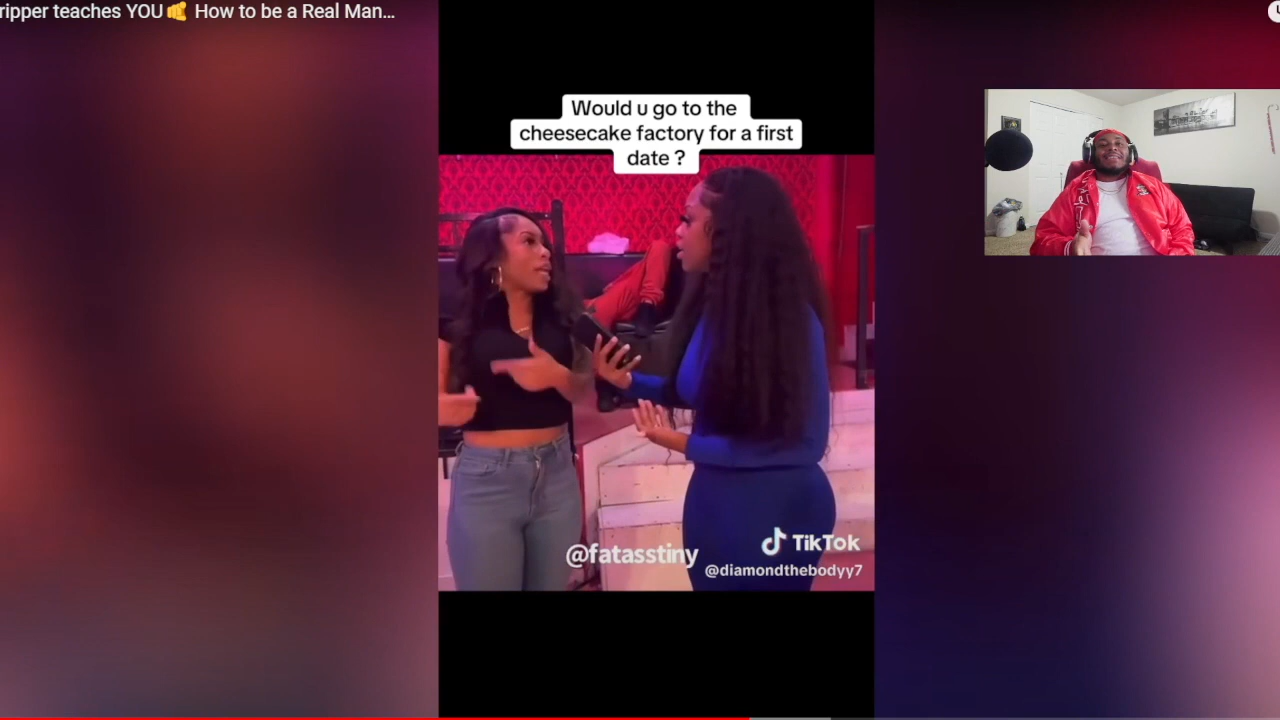 ripper teaches YOU🫵 How to be a Real Man...
Would u go to the
cheesecake factory for a first
date ?
@fatasstiny
TikTok
@diamondthebodyy7